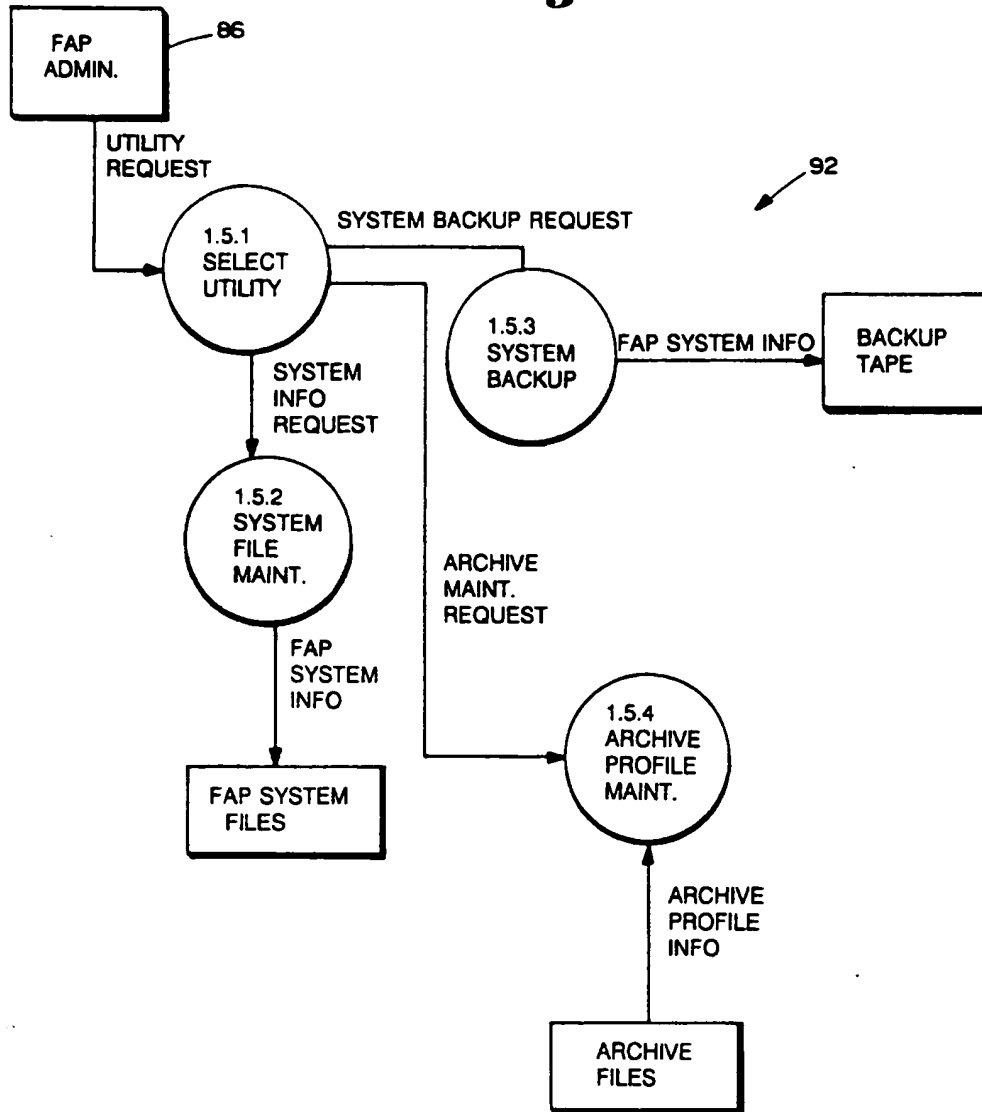 FAP
ADMIN.
86
UTILITY
REQUEST
92
SYSTEM BACKUP REQUEST
1.5.1
SELECT
UTILITY
1.5.3
SYSTEM
BACKUP
FAP SYSTEM INFO
BACKUP
TAPE
SYSTEM
INFO
REQUEST
1.5.2
SYSTEM
FILE
MAINT.
ARCHIVE
MAINT.
REQUEST
FAP
SYSTEM
INFO
1.5.4
ARCHIVE
PROFILE
MAINT.
FAP SYSTEM
FILES
ARCHIVE
PROFILE
INFO
ARCHIVE
FILES